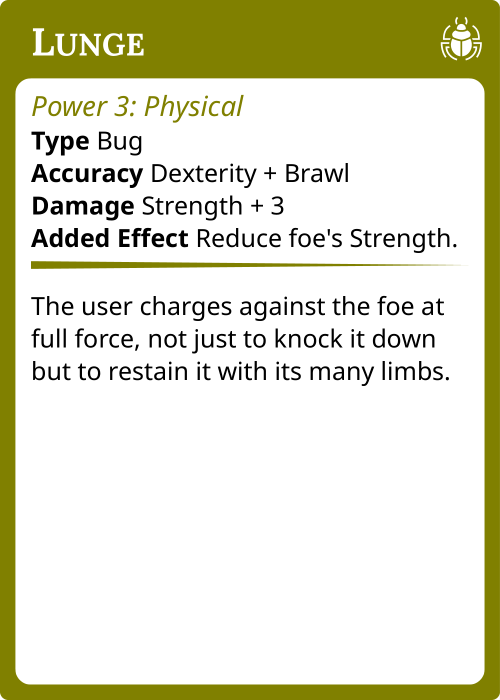 LUNGE
Power 3: Physical
Type Bug
Accuracy Dexterity + Brawl
Damage Strength + 3
Added Effect Reduce foe's Strength.
The user charges against the foe at
full force, not just to knock it down
but to restain it with its many limbs.